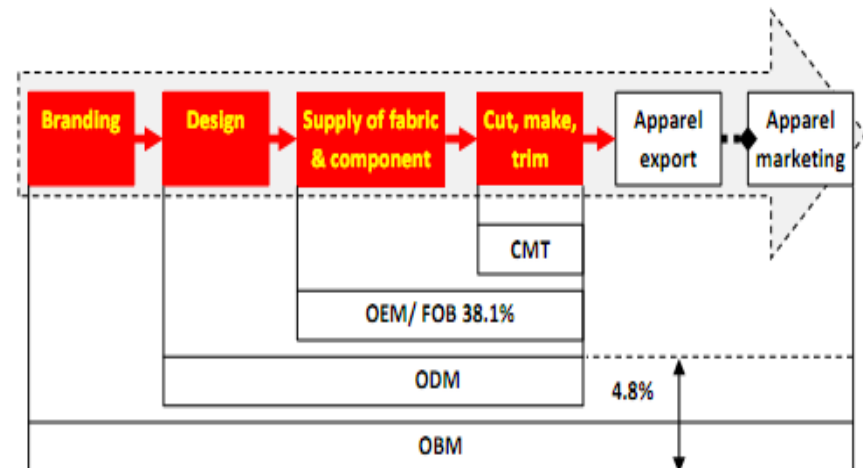 Branding
Design
Supply of fabric
& component
Cut, make,
trim
Apparel
export
Apparel
marketing
CMT
OEM/ FOB 38.1%
ODM
4.8%
OBM